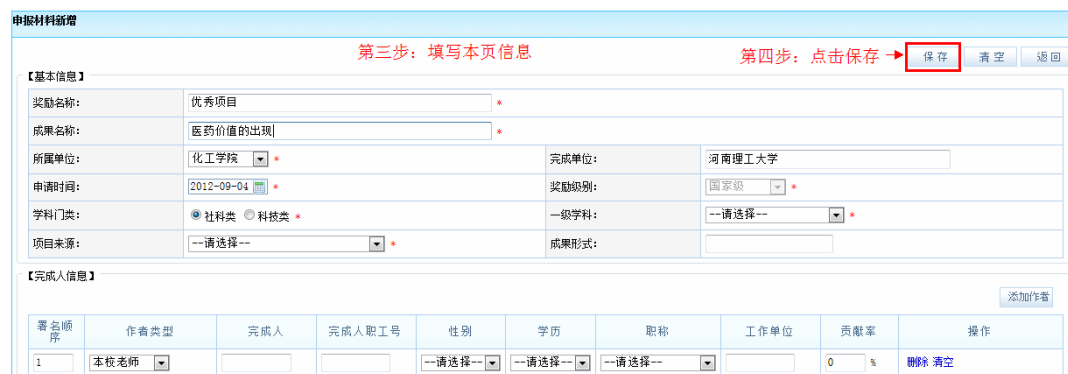 申报材料新增
第三步：填写本页信息 第四步：点击保存 保存 清空 返回
【基本信息】
奖励名称： 优秀项目 *
成果名称： 医药价值的出现 *
所属单位： 化工学院 * 完成单位： 河南理工大学
申请时间： 2012-09-04 * 奖励级别： 国家级 *
学科门类： 社科类 科技类 * 一级学科： --请选择-- *
项目来源： --请选择-- * 成果形式：
【完成人信息】
添加作者
署名顺序 作者类型 完成人 完成人职工号 性别 学历 职称 工作单位 贡献率 操作
1 本校老师 --请选择-- --请选择-- --请选择-- 0 % 删除 清空